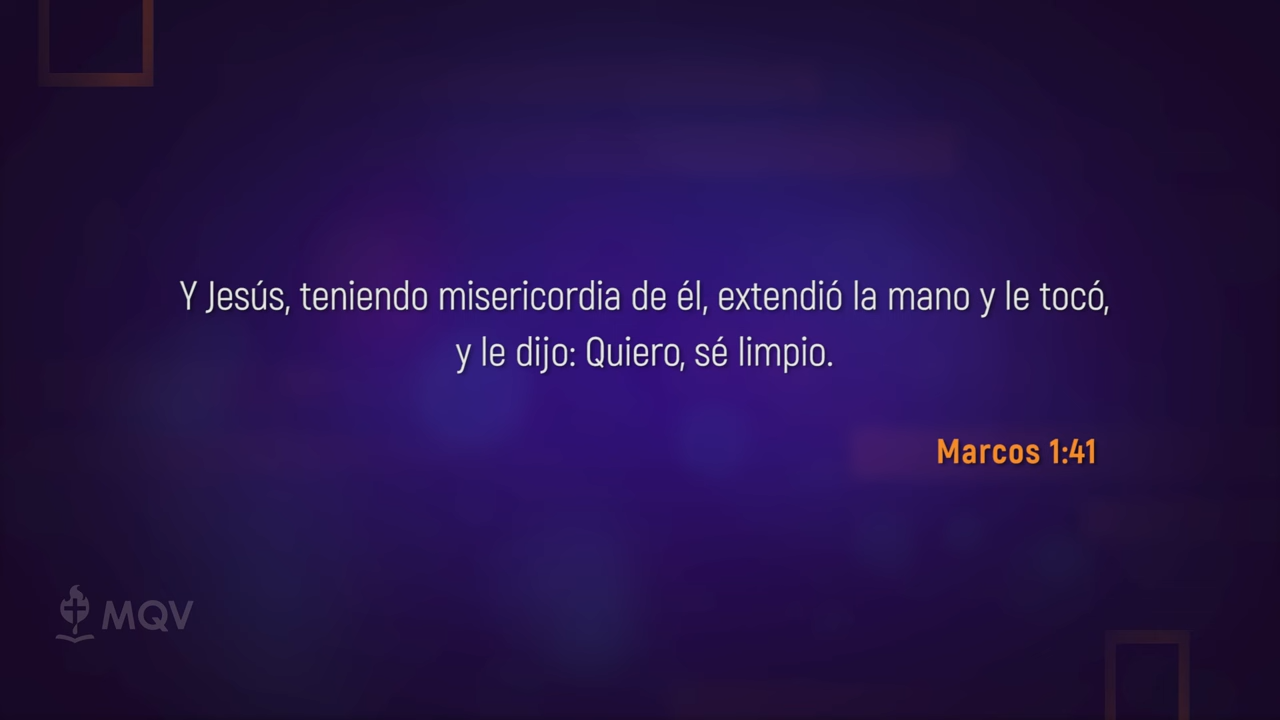 Y Jesús, teniendo misericordia de él, extendió la mano y le tocó,
y le dijo: Quiero, sé limpio.
Marcos 1:41
MQV